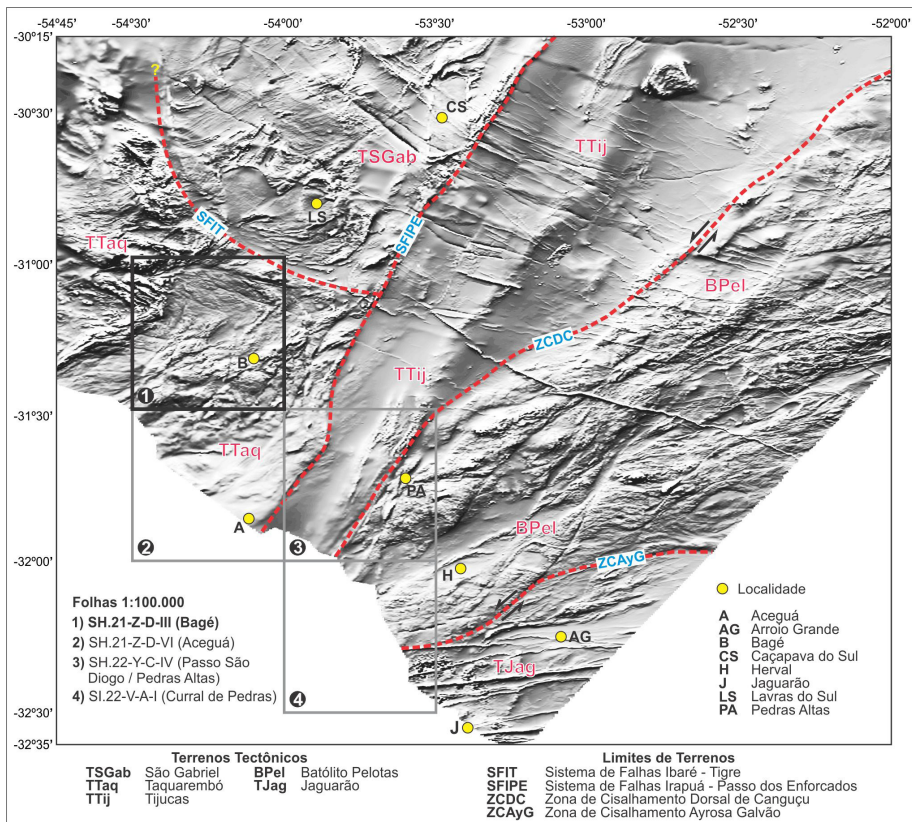 -54°45' -54°30' -54°00' -53°30' -53°00' -52°30' -52°00'
-30°15'
-30°30'
-31°00'
-31°30'
-32°00'
-32°30'
-32°35'
?
CS
TSGab
TTij
LS
SFIT
SFIPE
TTaq
BPel
B
ZCDC
TTij
1
TTaq
PA
A
BPel
2
3
ZCAyG
H
AG
TJag
4
J
Folhas 1:100.000
1) SH.21-Z-D-III (Bagé)
2) SH.21-Z-D-VI (Aceguá)
3) SH.22-Y-C-IV (Passo São
Diogo / Pedras Altas)
4) SI.22-V-A-I (Curral de Pedras)
Localidade
A Aceguá
AG Arroio Grande
B Bagé
CS Caçapava do Sul
H Herval
J Jaguarão
LS Lavras do Sul
PA Pedras Altas
Terrenos Tectônicos
TSGab São Gabriel BPel Batólito Pelotas
TTaq Taquarembó TJag Jaguarão
TTij Tijucas
Limites de Terrenos
SFIT Sistema de Falhas Ibaré - Tigre
SFIPE Sistema de Falhas Irapuá - Passo dos Enforcados
ZCDC Zona de Cisalhamento Dorsal de Canguçu
ZCAyG Zona de Cisalhamento Ayrosa Galvão